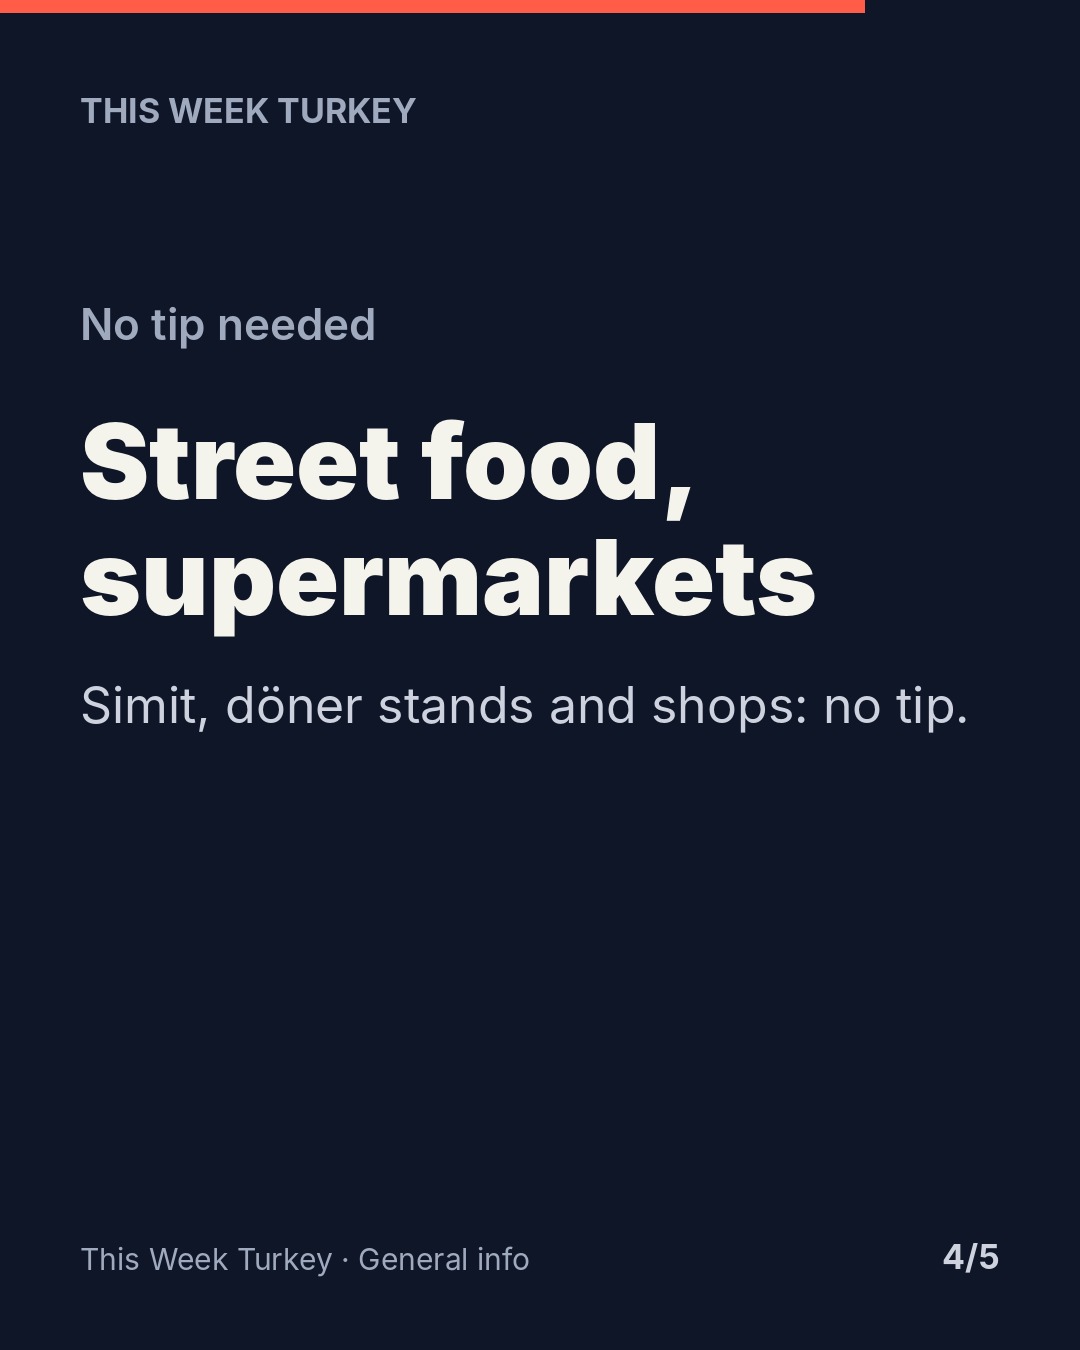 THIS WEEK TURKEY
No tip needed
Street food,
supermarkets
Simit, döner stands and shops: no tip.
This Week Turkey · General info
4/5